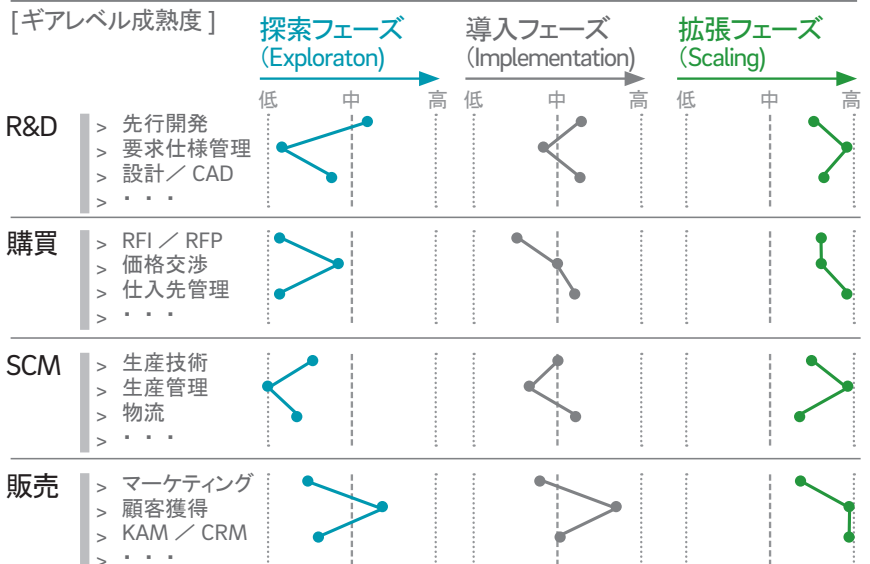 [ギアレベル成熟度 ]
探索フェーズ
（Exploraton)
導入フェーズ
（Implementation)
拡張フェーズ
（Scaling)
低 中 高 低 中 高 低 中 高
R&D
> 先行開発
> 要求仕様管理
> 設計／ CAD
> ・・・
購買
> RFI ／ RFP
> 価格交渉
> 仕入先管理
> ・・・
SCM
> 生産技術
> 生産管理
> 物流
> ・・・
販売
> マーケティング
> 顧客獲得
> KAM ／ CRM
> ・・・